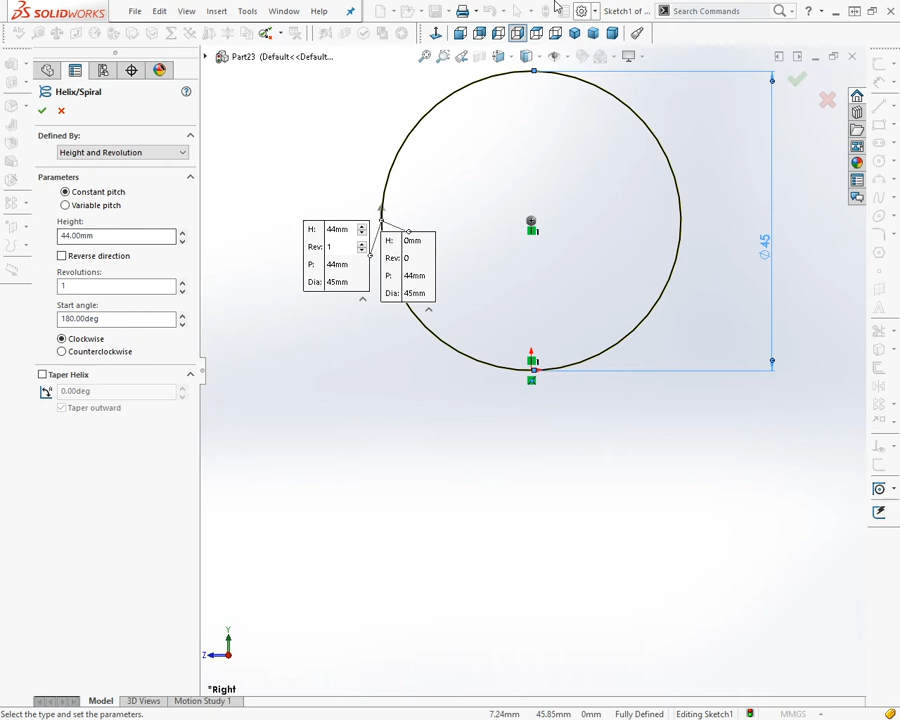 SOLIDWORKS File Edit View Insert Tools Window Help Sketch1 of ... Search Commands
Part23 (Default<<Default...
Helix/Spiral
Defined By:
Height and Revolution
Parameters
Constant pitch
Variable pitch
Height:
44.00mm
Reverse direction
Revolutions:
1
Start angle:
180.00deg
Clockwise
Counterclockwise
Taper Helix
0.00deg
Taper outward
H: 44mm
Rev: 1
P: 44mm
Dia: 45mm
H: 0mm
Rev: 0
P: 44mm
Dia: 45mm
1
1
Ø 45
Y
Z
*Right
Model 3D Views Motion Study 1
Select the type and set the parameters. 7.24mm 45.85mm 0mm Fully Defined Editing Sketch1 MMGS